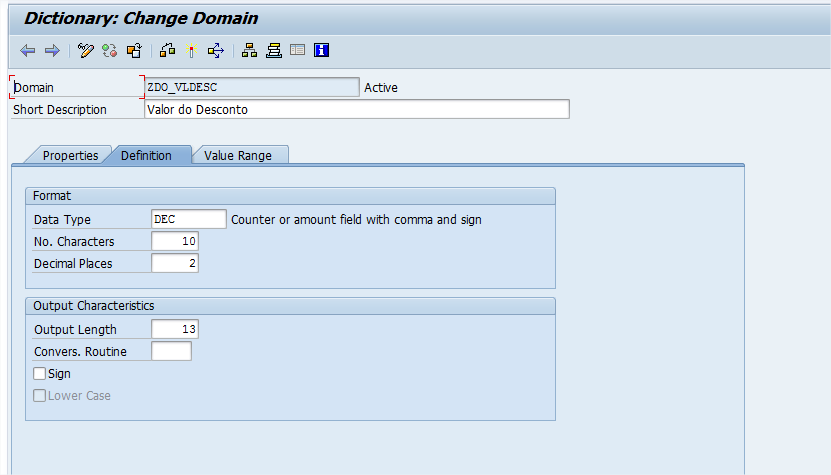 Dictionary: Change Domain
Domain ZDO_VLDESC Active
Short Description Valor do Desconto
Properties Definition Value Range
Format
Data Type DEC Counter or amount field with comma and sign
No. Characters 10
Decimal Places 2
Output Characteristics
Output Length 13
Convers. Routine
Sign
Lower Case